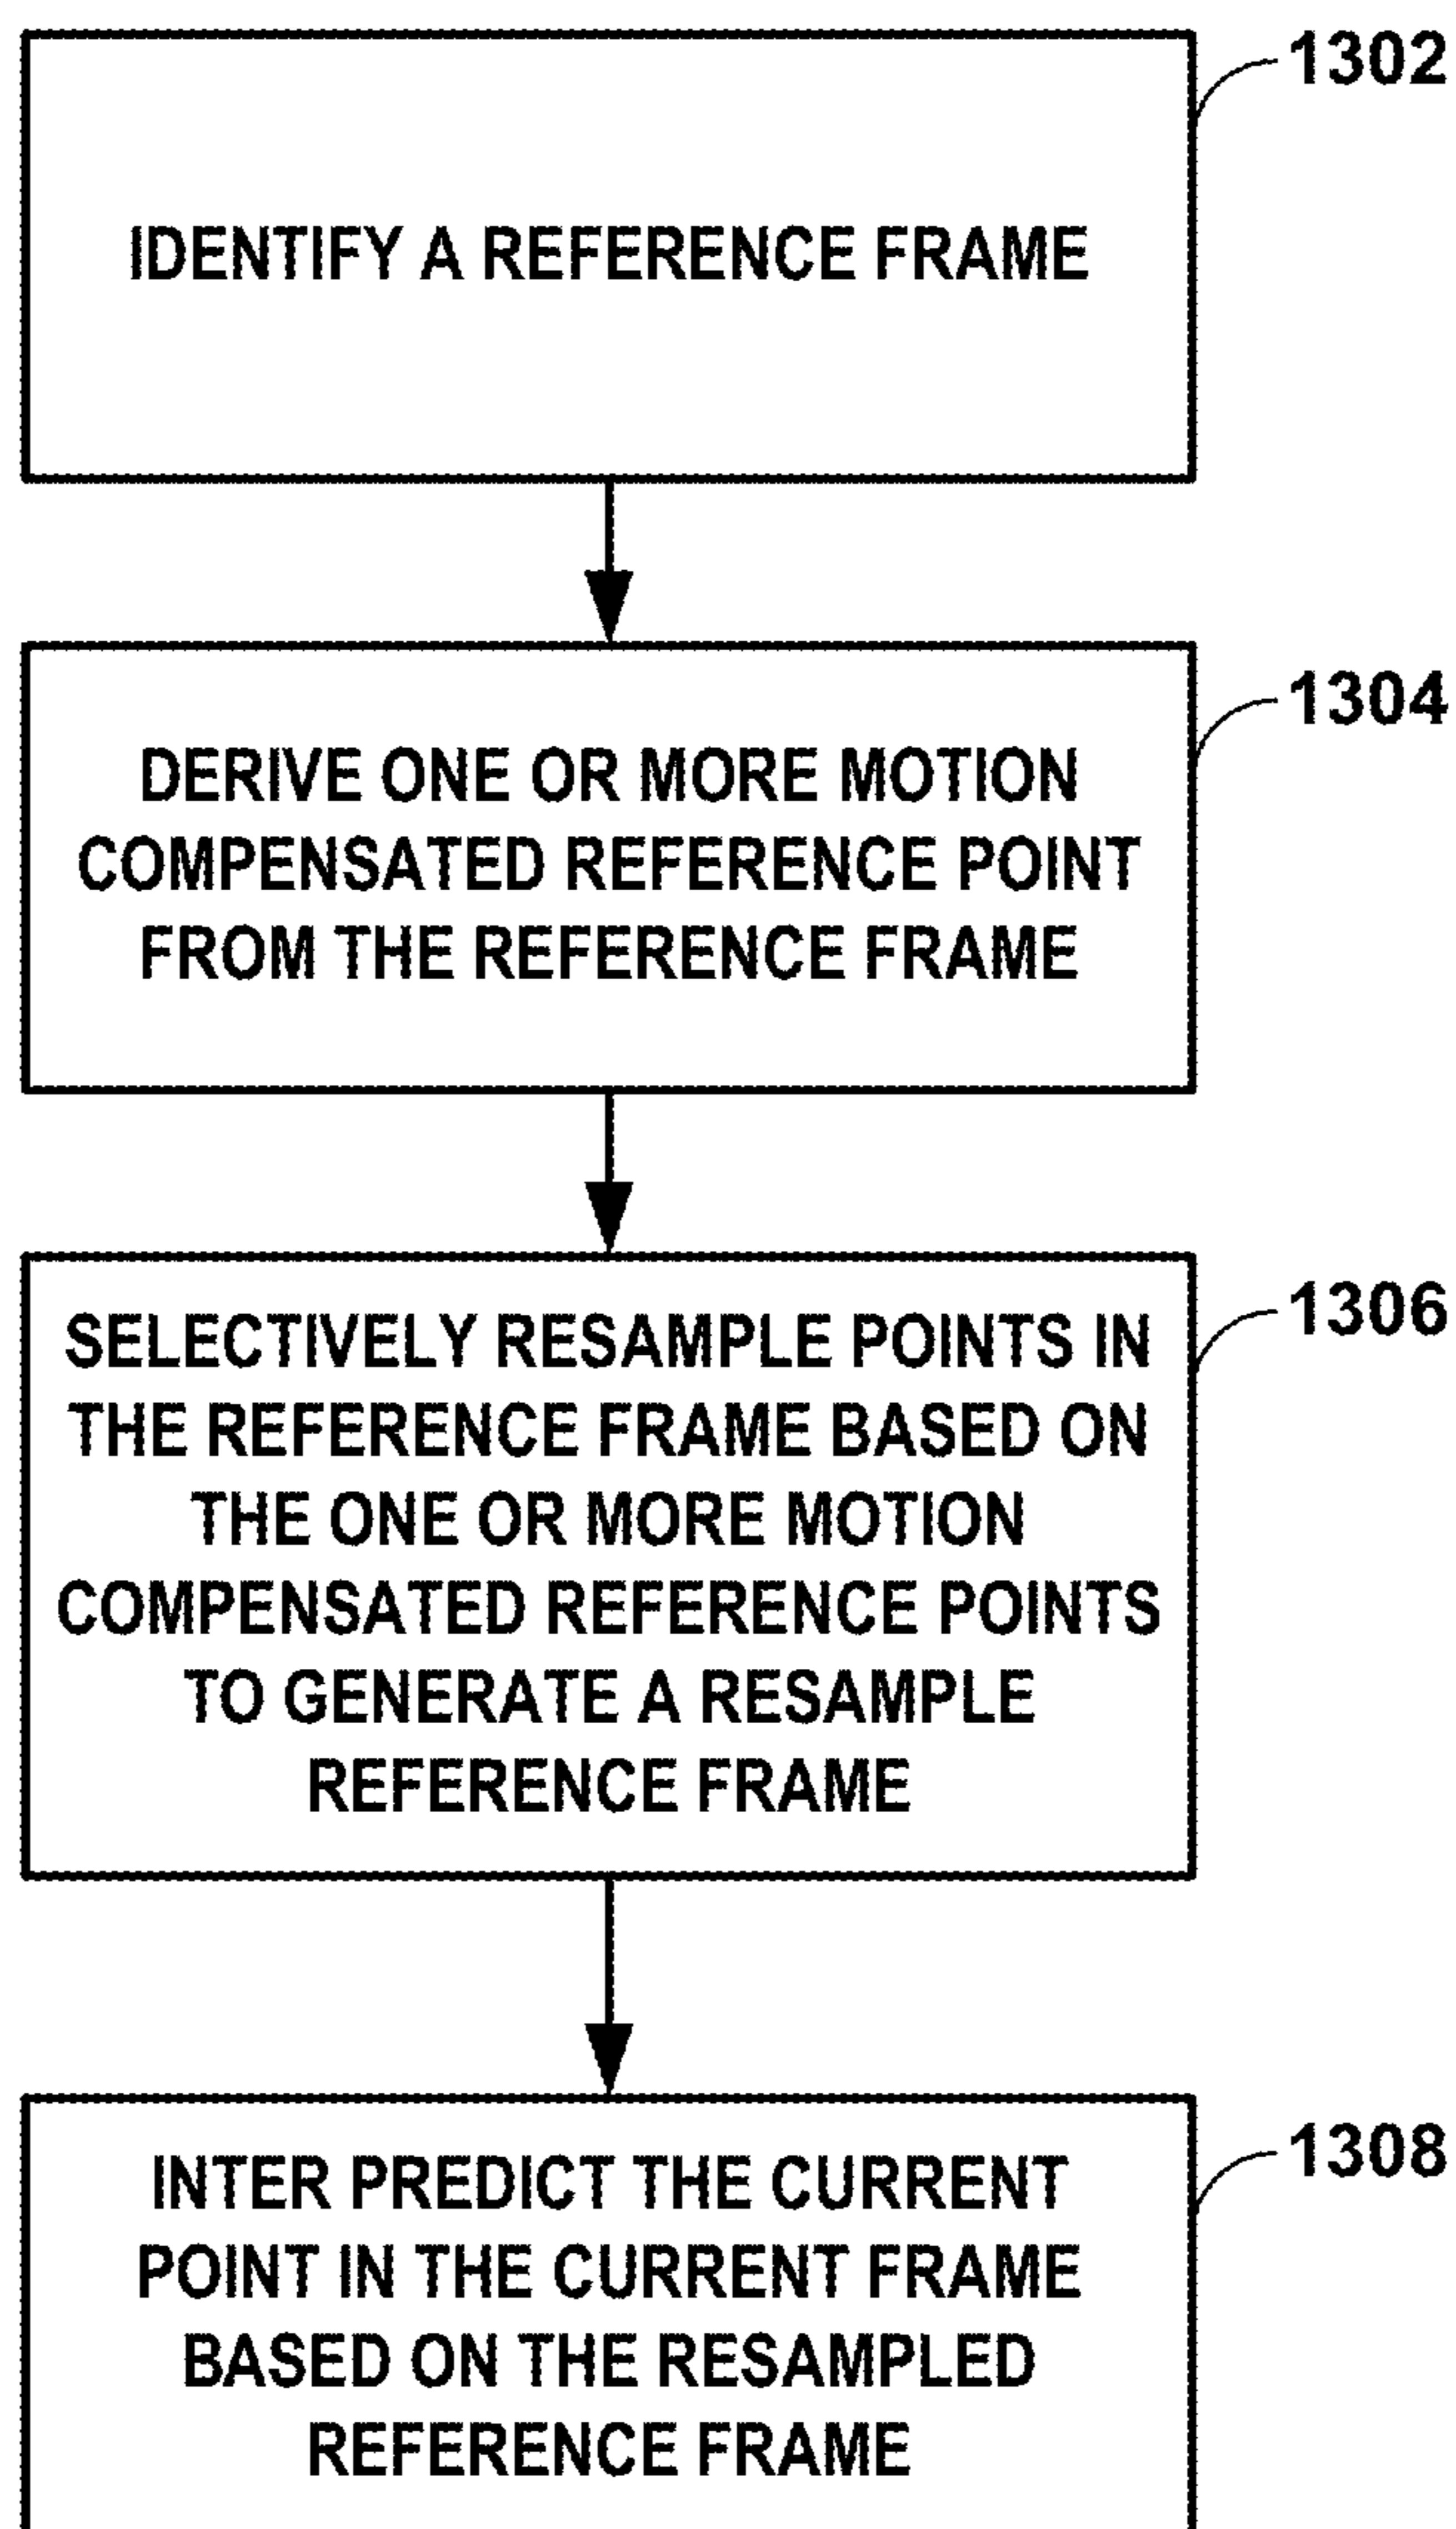 1302
IDENTIFY A REFERENCE FRAME
1304
DERIVE ONE OR MORE MOTION
COMPENSATED REFERENCE POINT
FROM THE REFERENCE FRAME
1306
SELECTIVELY RESAMPLE POINTS IN
THE REFERENCE FRAME BASED ON
THE ONE OR MORE MOTION
COMPENSATED REFERENCE POINTS
TO GENERATE A RESAMPLE
REFERENCE FRAME
1308
INTER PREDICT THE CURRENT
POINT IN THE CURRENT FRAME
BASED ON THE RESAMPLED
REFERENCE FRAME